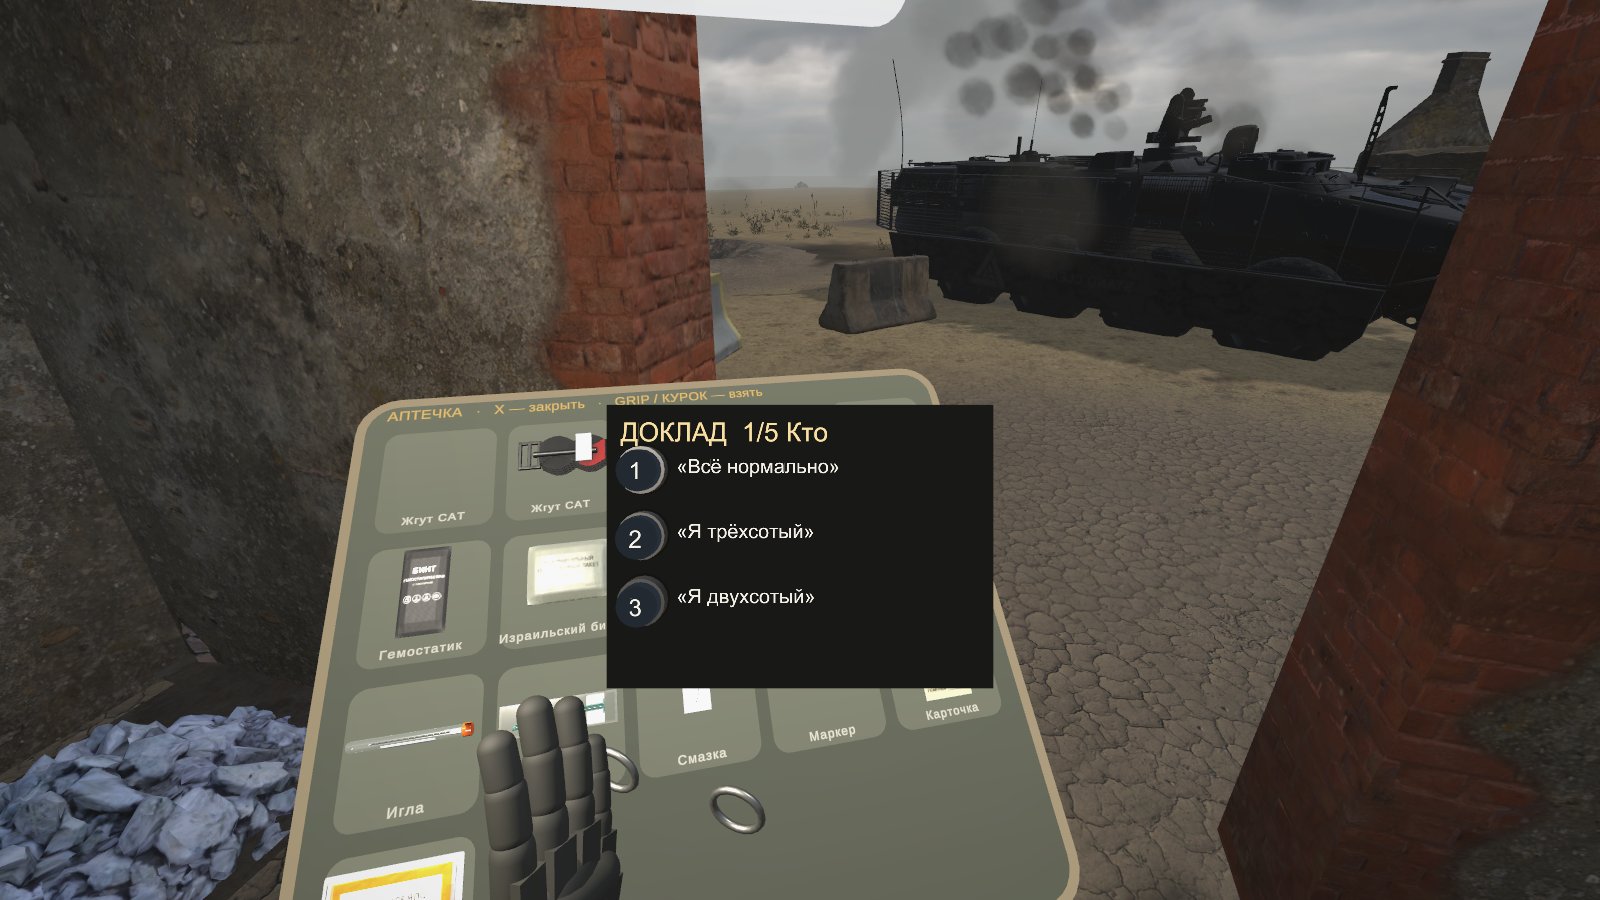 АПТЕЧКА · X — закрыть · GRIP / КУРОК — взять
Жгут CAT
Жгут CAT
БИНТ
Гемостатик
Израильский би
Игла
Смазка
Маркер
Карточка
ДОКЛАД 1/5 Кто
1 «Всё нормально»
2 «Я трёхсотый»
3 «Я двухсотый»